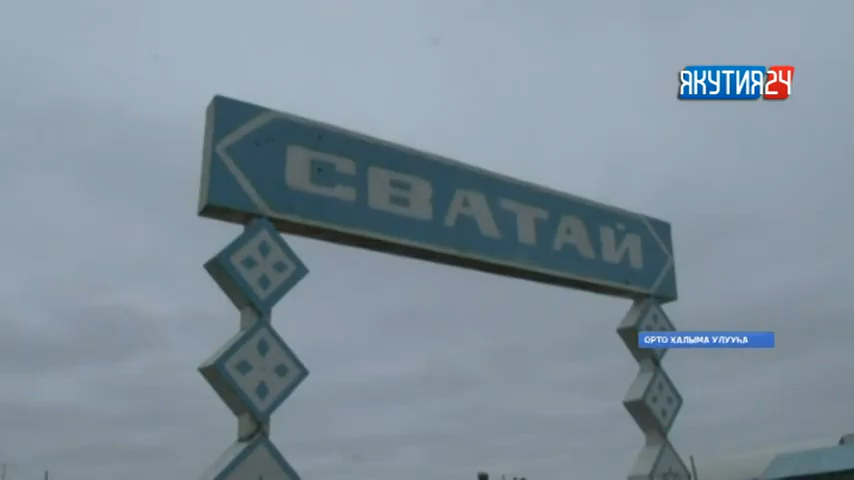 ЯКУТИЯ24
СВАТАЙ
ОРТО ХАЛЫМА УЛУУҺА